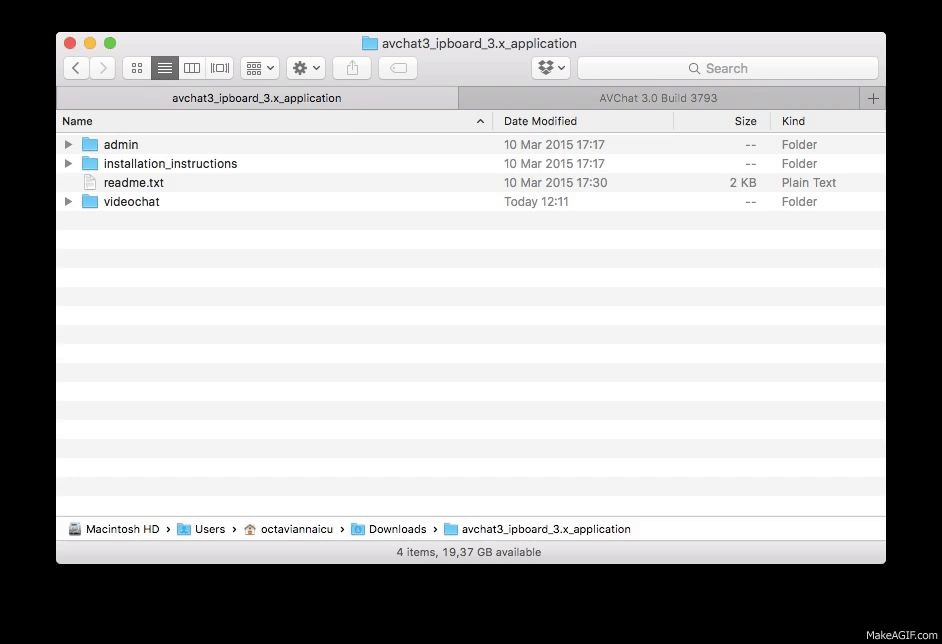 avchat3_ipboard_3.x_application
Search
avchat3_ipboard_3.x_application AVChat 3.0 Build 3793 +
Name Date Modified Size Kind
admin 10 Mar 2015 17:17 -- Folder
installation_instructions 10 Mar 2015 17:17 -- Folder
readme.txt 10 Mar 2015 17:30 2 KB Plain Text
videochat Today 12:11 -- Folder
Macintosh HD › Users › octaviannaicu › Downloads › avchat3_ipboard_3.x_application
4 items, 19,37 GB available
MakeAGIF.com